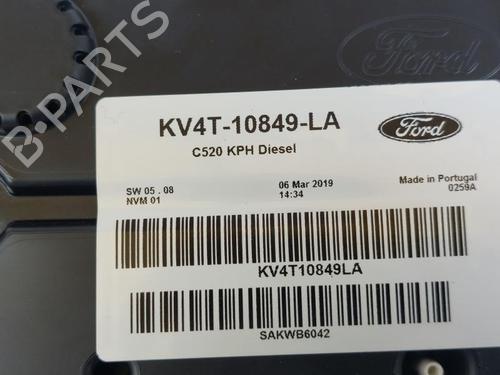 Ford
B-PARTS
KV4T-10849-LA
Ford
C520 KPH Diesel
SW 05 . 08
NVM 01
06 Mar 2019
14:34
Made in Portugal
0259A
KV4T10849LA
SAKWB6042